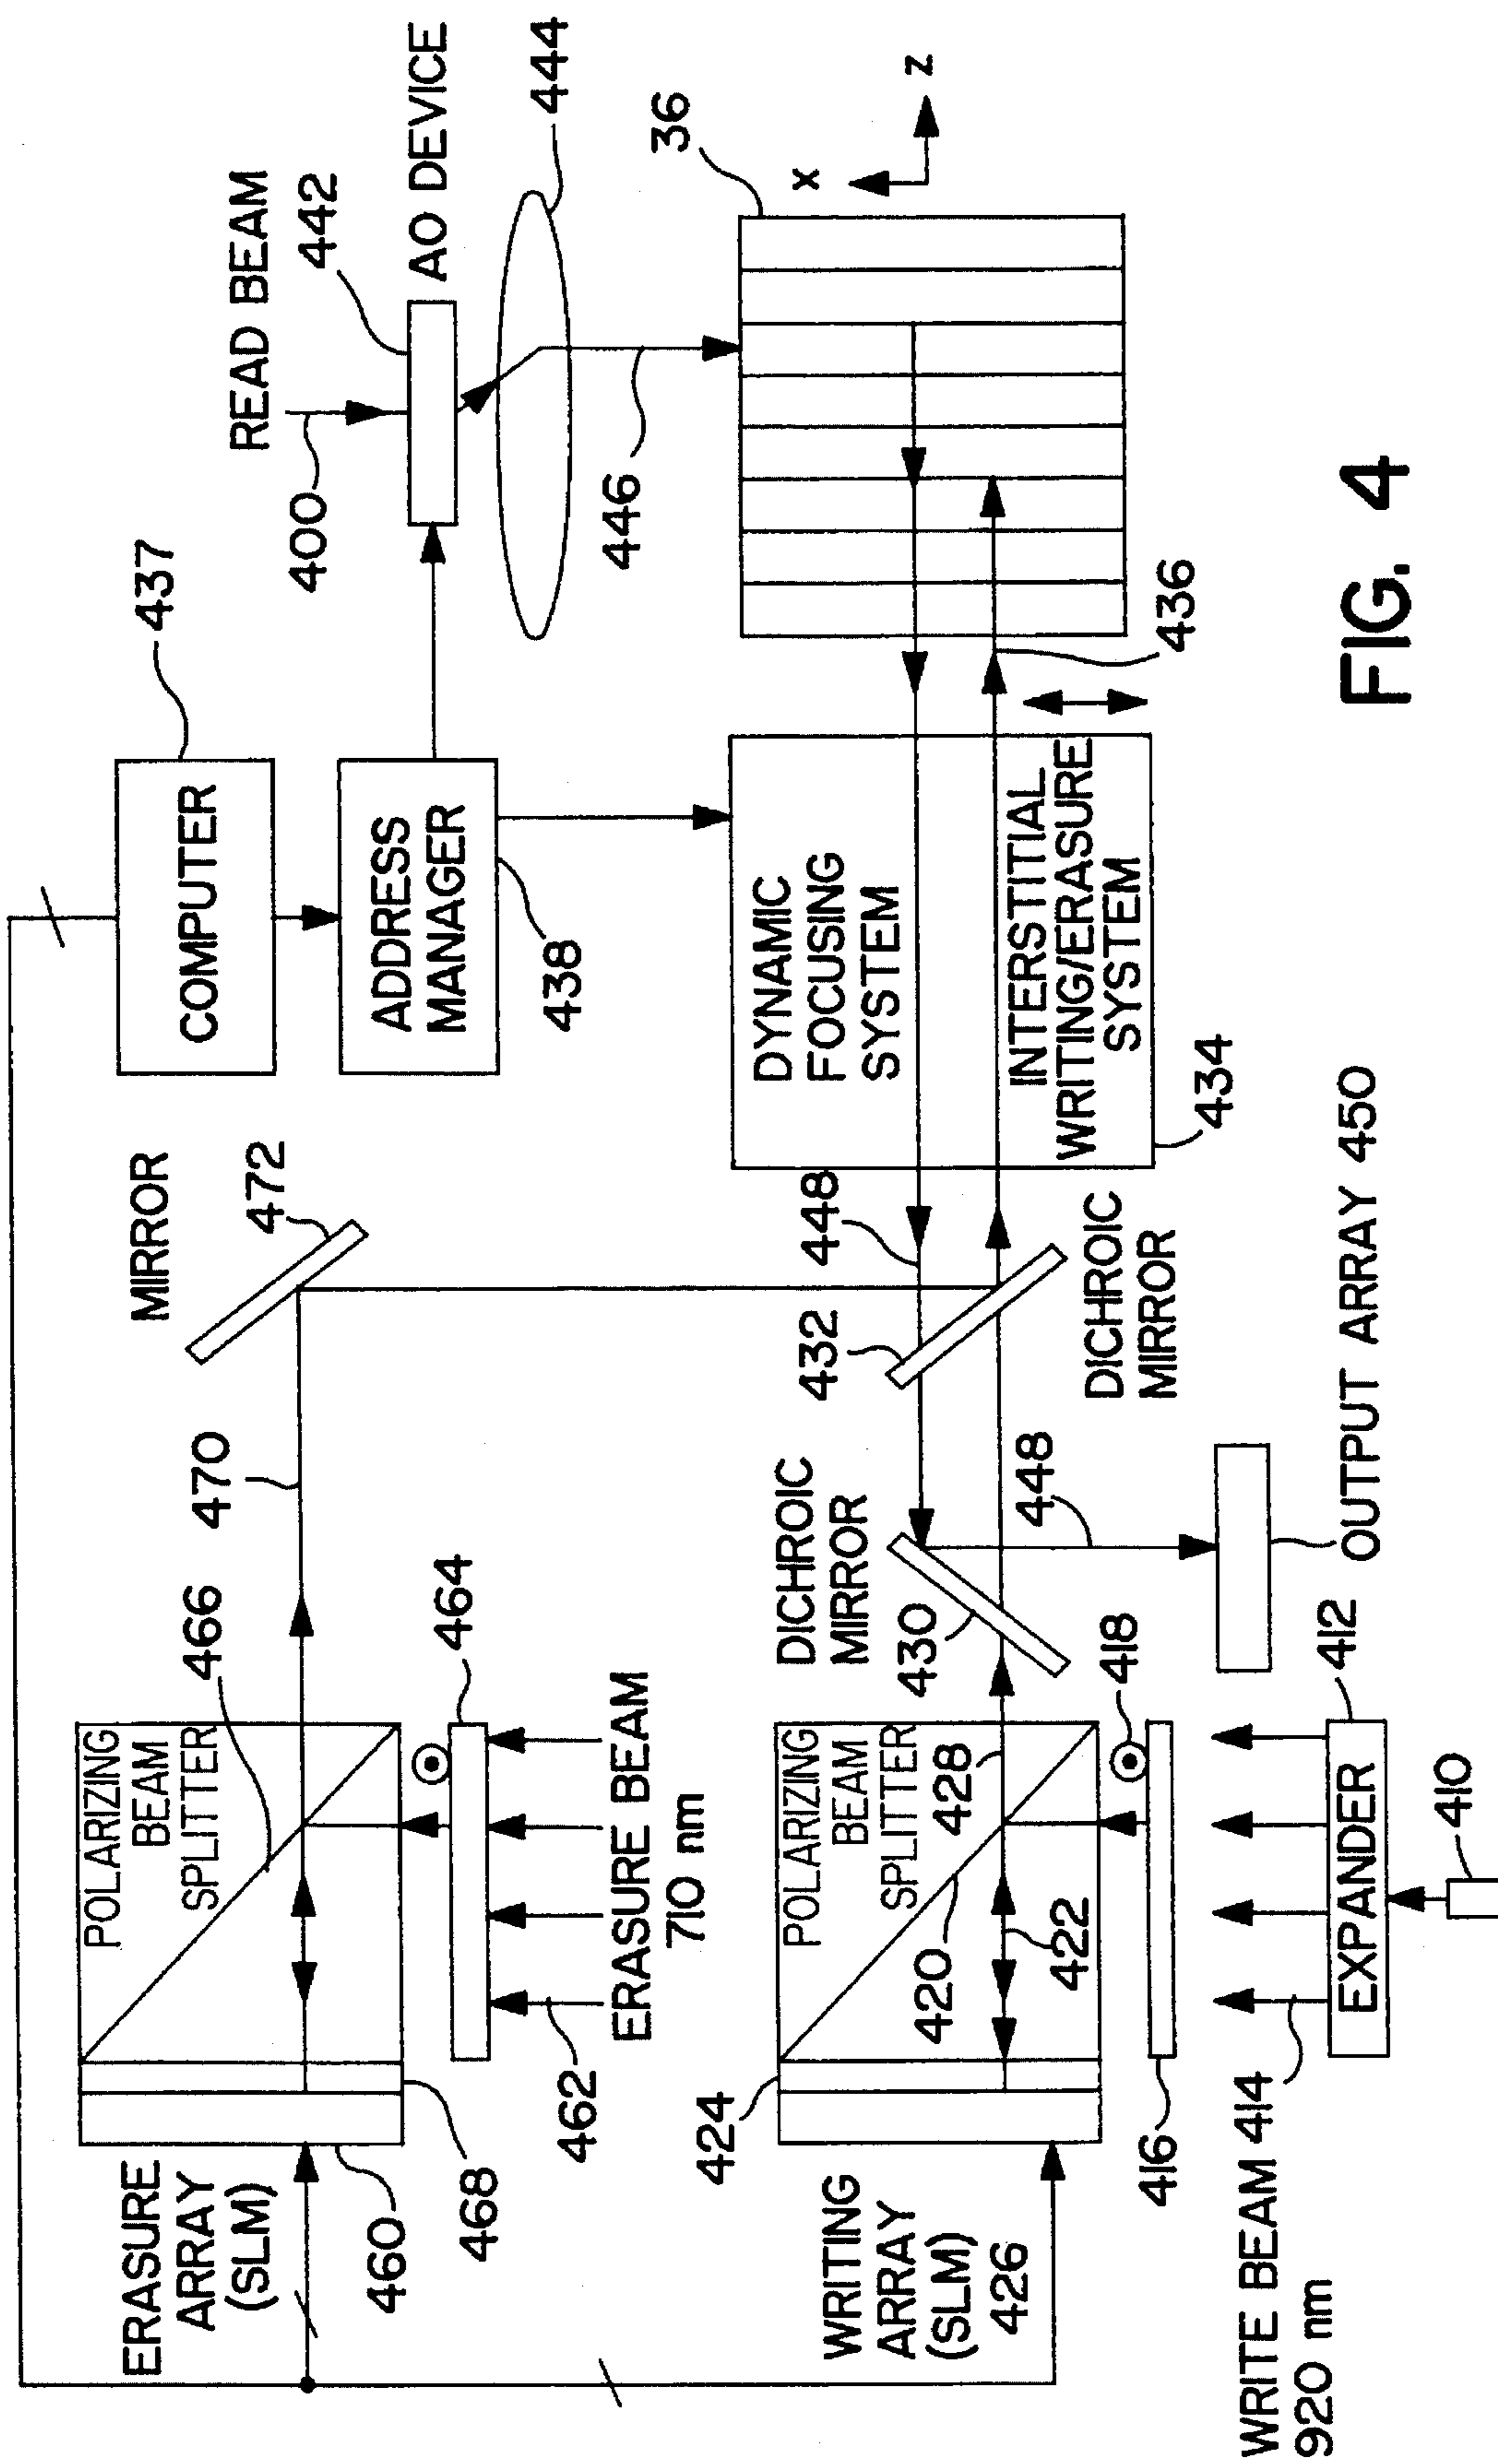 READ BEAM
400
442
AO DEVICE
444
446
36
X
Z
COMPUTER
437
ADDRESS
MANAGER
438
DYNAMIC
FOCUSING
SYSTEM
INTERSTITIAL
WRITING/ERASURE
SYSTEM
434
436
MIRROR
472
470
448
432
DICHROIC
MIRROR
DICHROIC
MIRROR
430
448
OUTPUT ARRAY 450
POLARIZING
BEAM
SPLITTER
466
464
ERASURE BEAM
710 nm
462
468
ERASURE
ARRAY
(SLM)
460
POLARIZING
BEAM
SPLITTER
428
420
422
418
424
416
WRITING
ARRAY
(SLM)
426
EXPANDER
412
410
WRITE BEAM 414
920 nm
FIG. 4